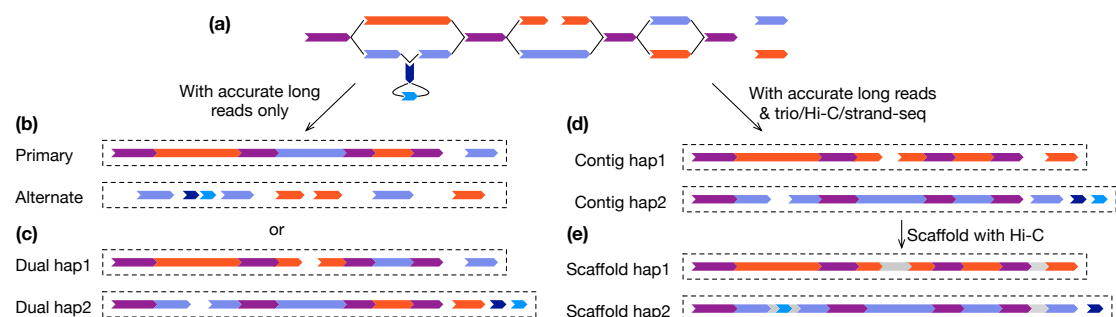 (a)
With accurate long
reads only
With accurate long reads
& trio/Hi-C/strand-seq
(b)
Primary
Alternate
or
(c)
Dual hap1
Dual hap2
(d)
Contig hap1
Contig hap2
Scaffold with Hi-C
(e)
Scaffold hap1
Scaffold hap2